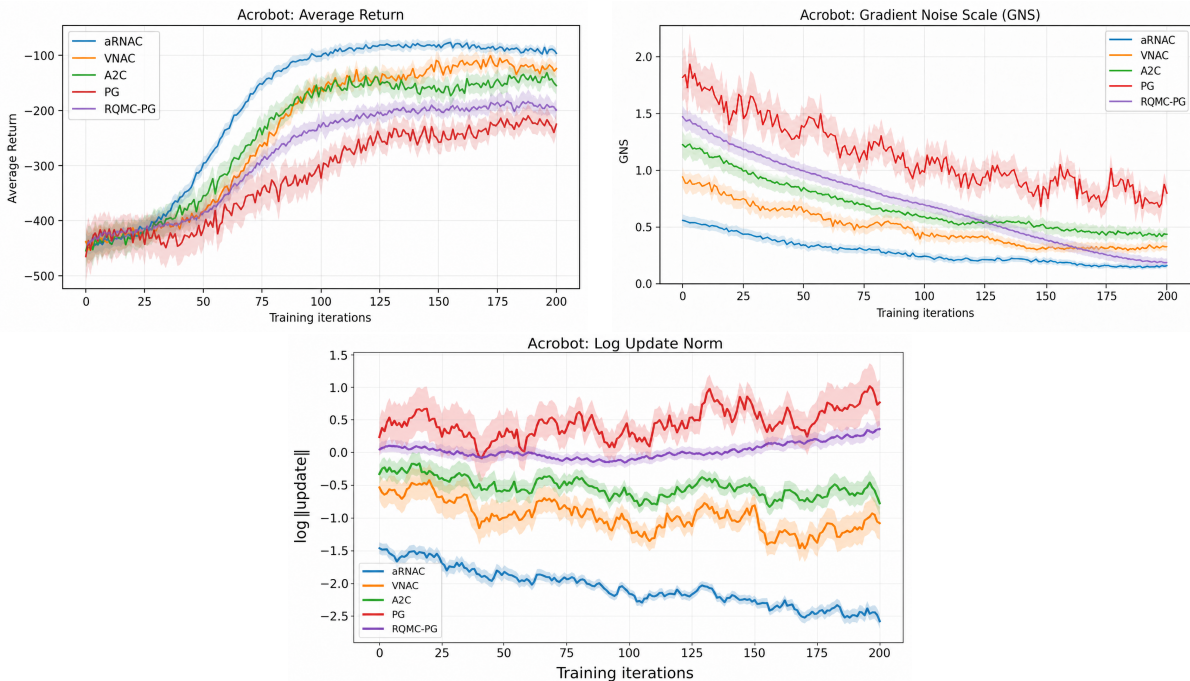 Acrobot: Average Return
Average Return
−100
−200
−300
−400
−500
aRNAC
VNAC
A2C
PG
RQMC-PG
0 25 50 75 100 125 150 175 200
Training iterations
Acrobot: Gradient Noise Scale (GNS)
GNS
2.0
1.5
1.0
0.5
0.0
aRNAC
VNAC
A2C
PG
RQMC-PG
0 25 50 75 100 125 150 175 200
Training iterations
Acrobot: Log Update Norm
log ‖update‖
1.5
1.0
0.5
0.0
−0.5
−1.0
−1.5
−2.0
−2.5
aRNAC
VNAC
A2C
PG
RQMC-PG
0 25 50 75 100 125 150 175 200
Training iterations